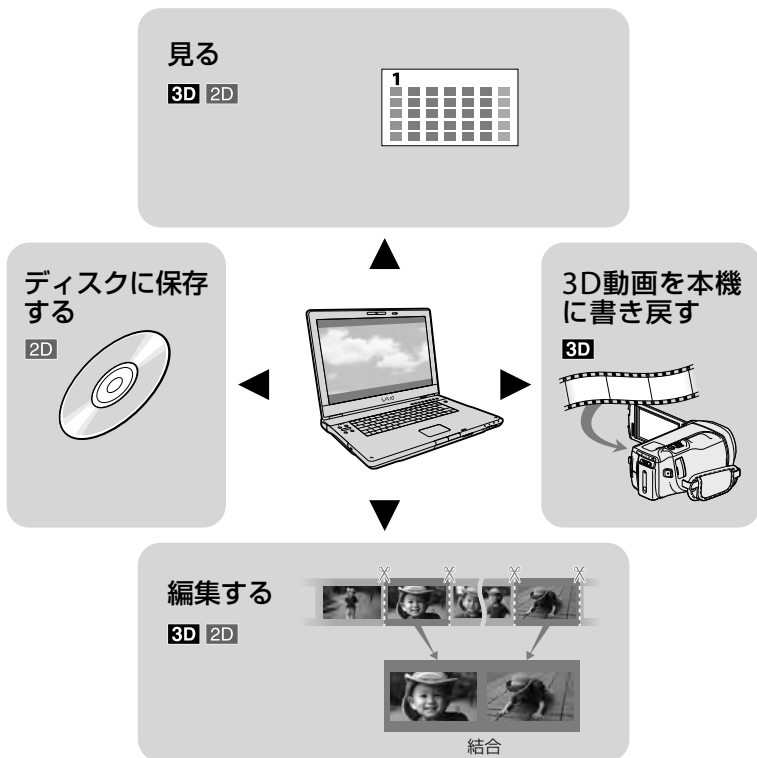 見る
3D 2D
1
ディスクに保存
する
2D
VAIO
3D動画を本機
に書き戻す
3D
編集する
3D 2D
結合